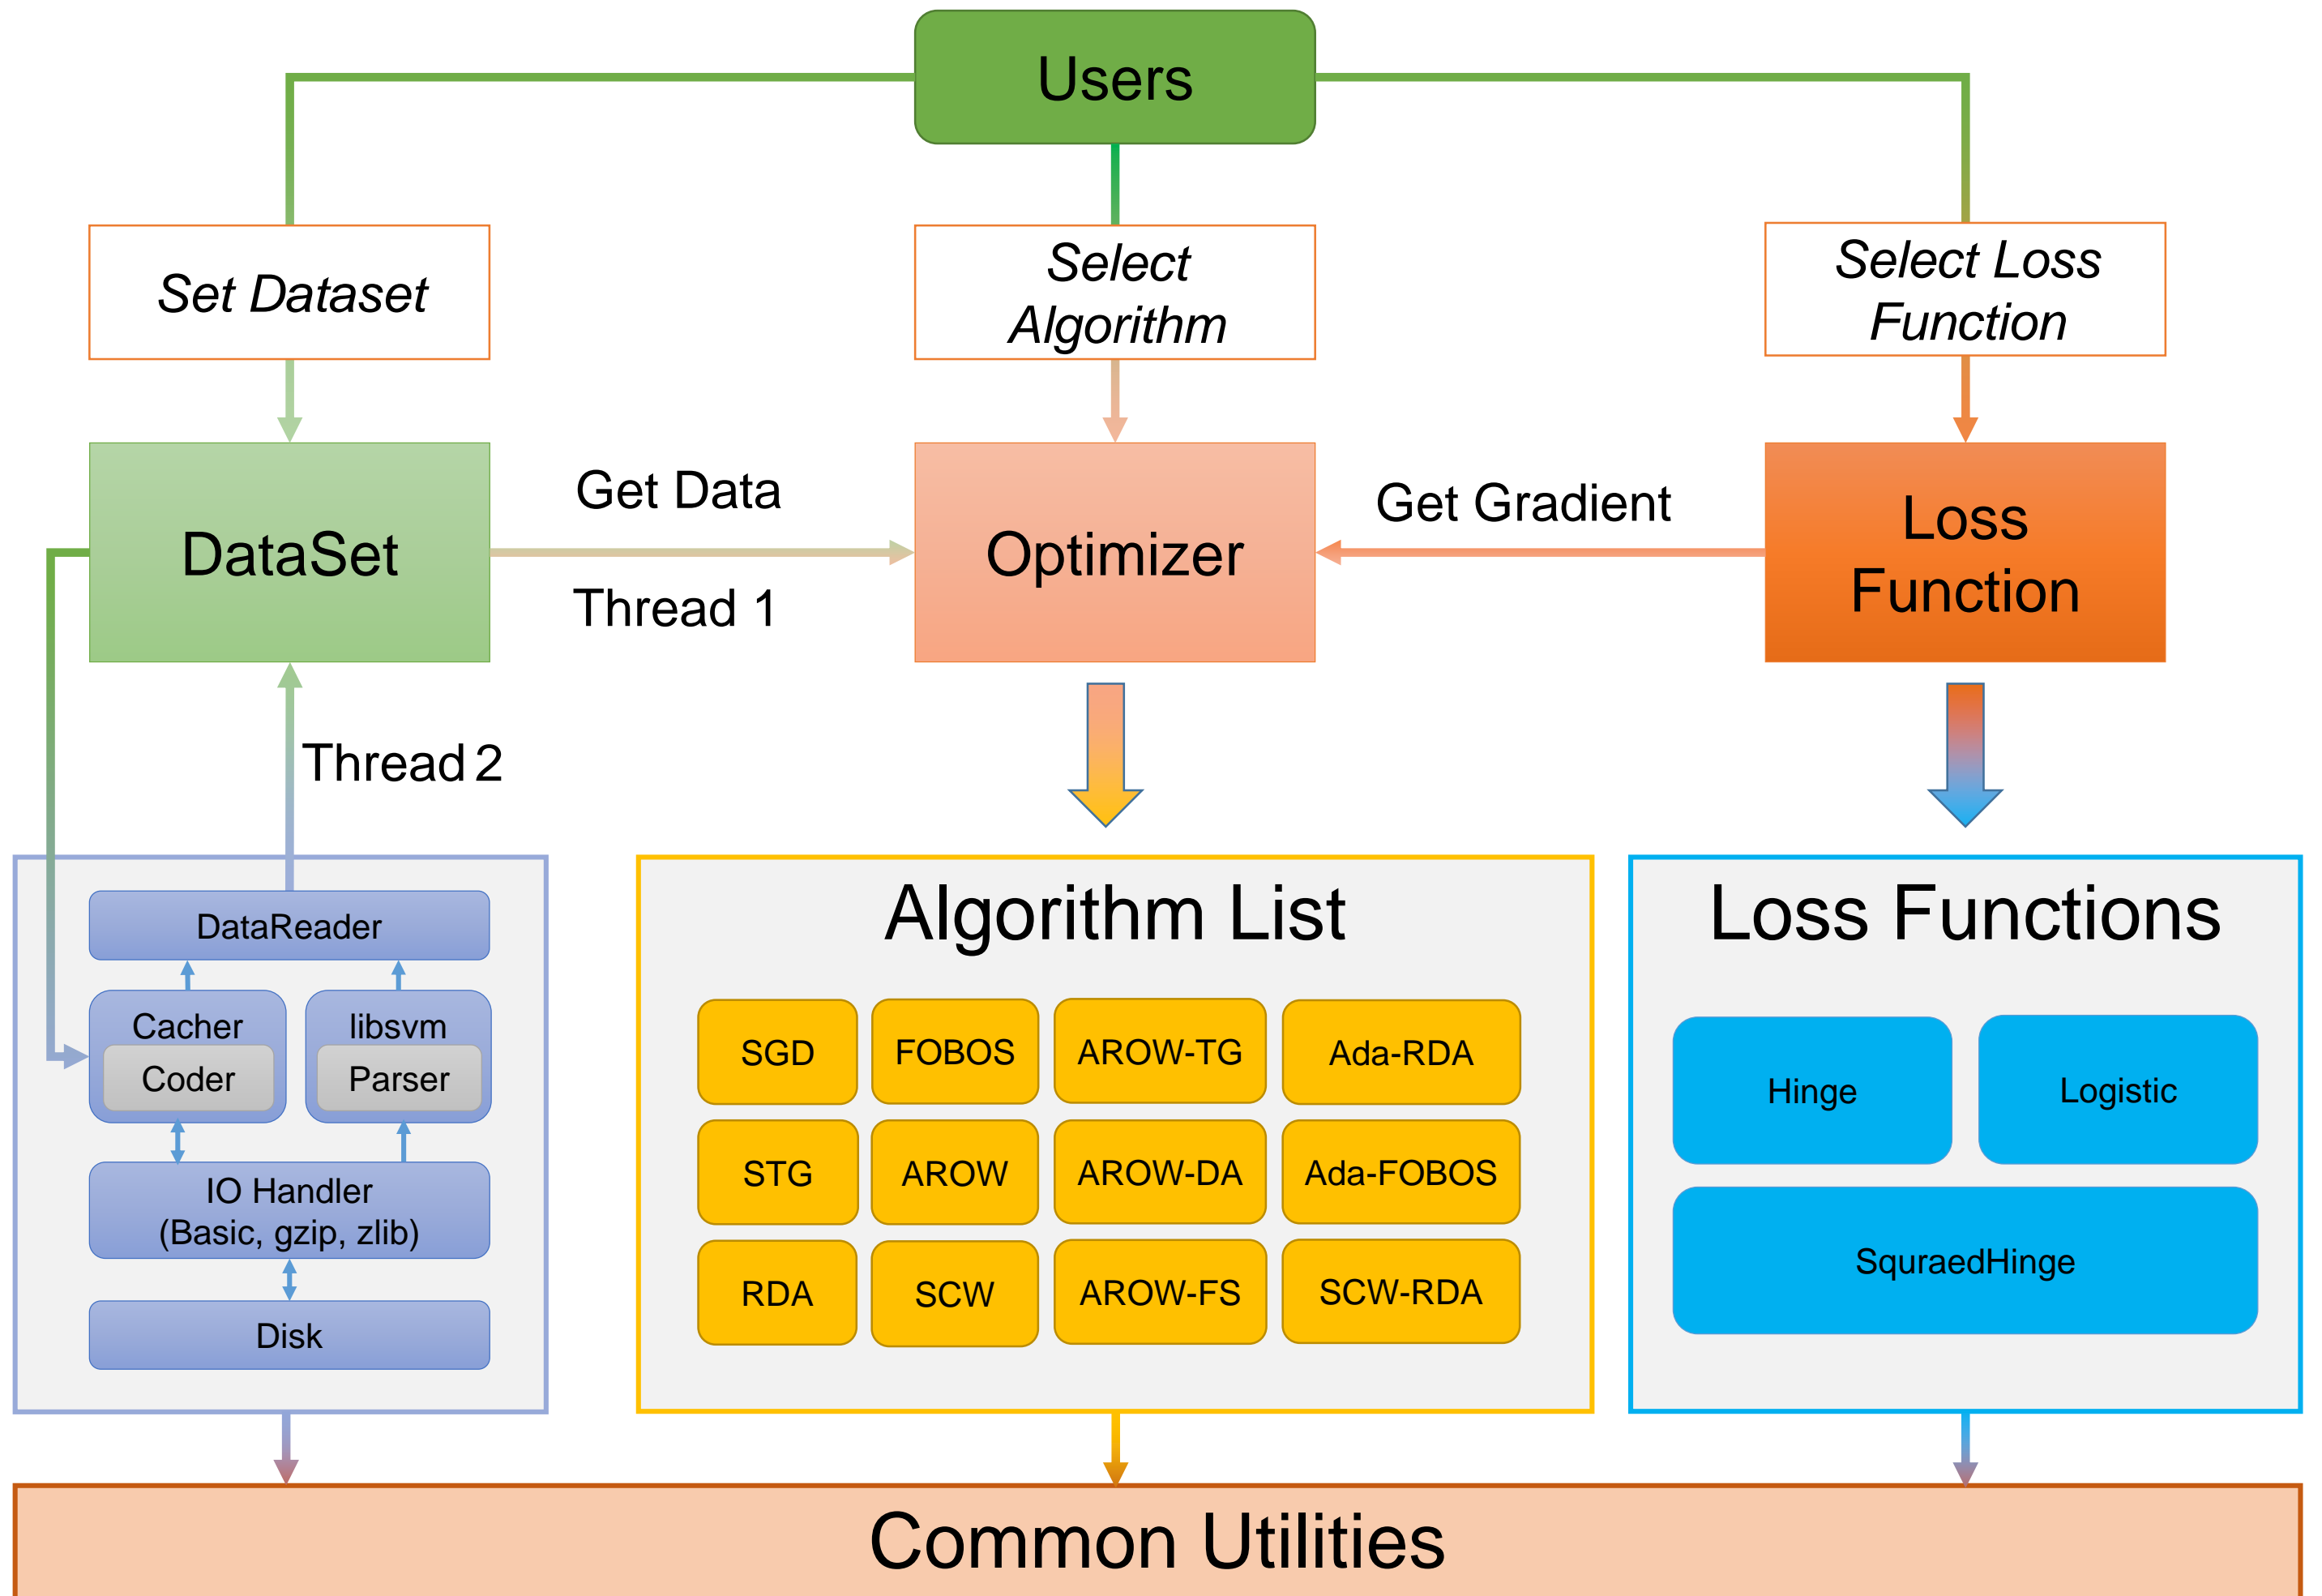 Users
Set Dataset
Select
Algorithm
Select Loss
Function
DataSet
Get Data
Thread 1
Optimizer
Get Gradient
Loss
Function
Thread 2
DataReader
Cacher
Coder
libsvm
Parser
IO Handler
(Basic, gzip, zlib)
Disk
Algorithm List
SGD
FOBOS
AROW-TG
Ada-RDA
STG
AROW
AROW-DA
Ada-FOBOS
RDA
SCW
AROW-FS
SCW-RDA
Loss Functions
Hinge
Logistic
SquraedHinge
Common Utilities